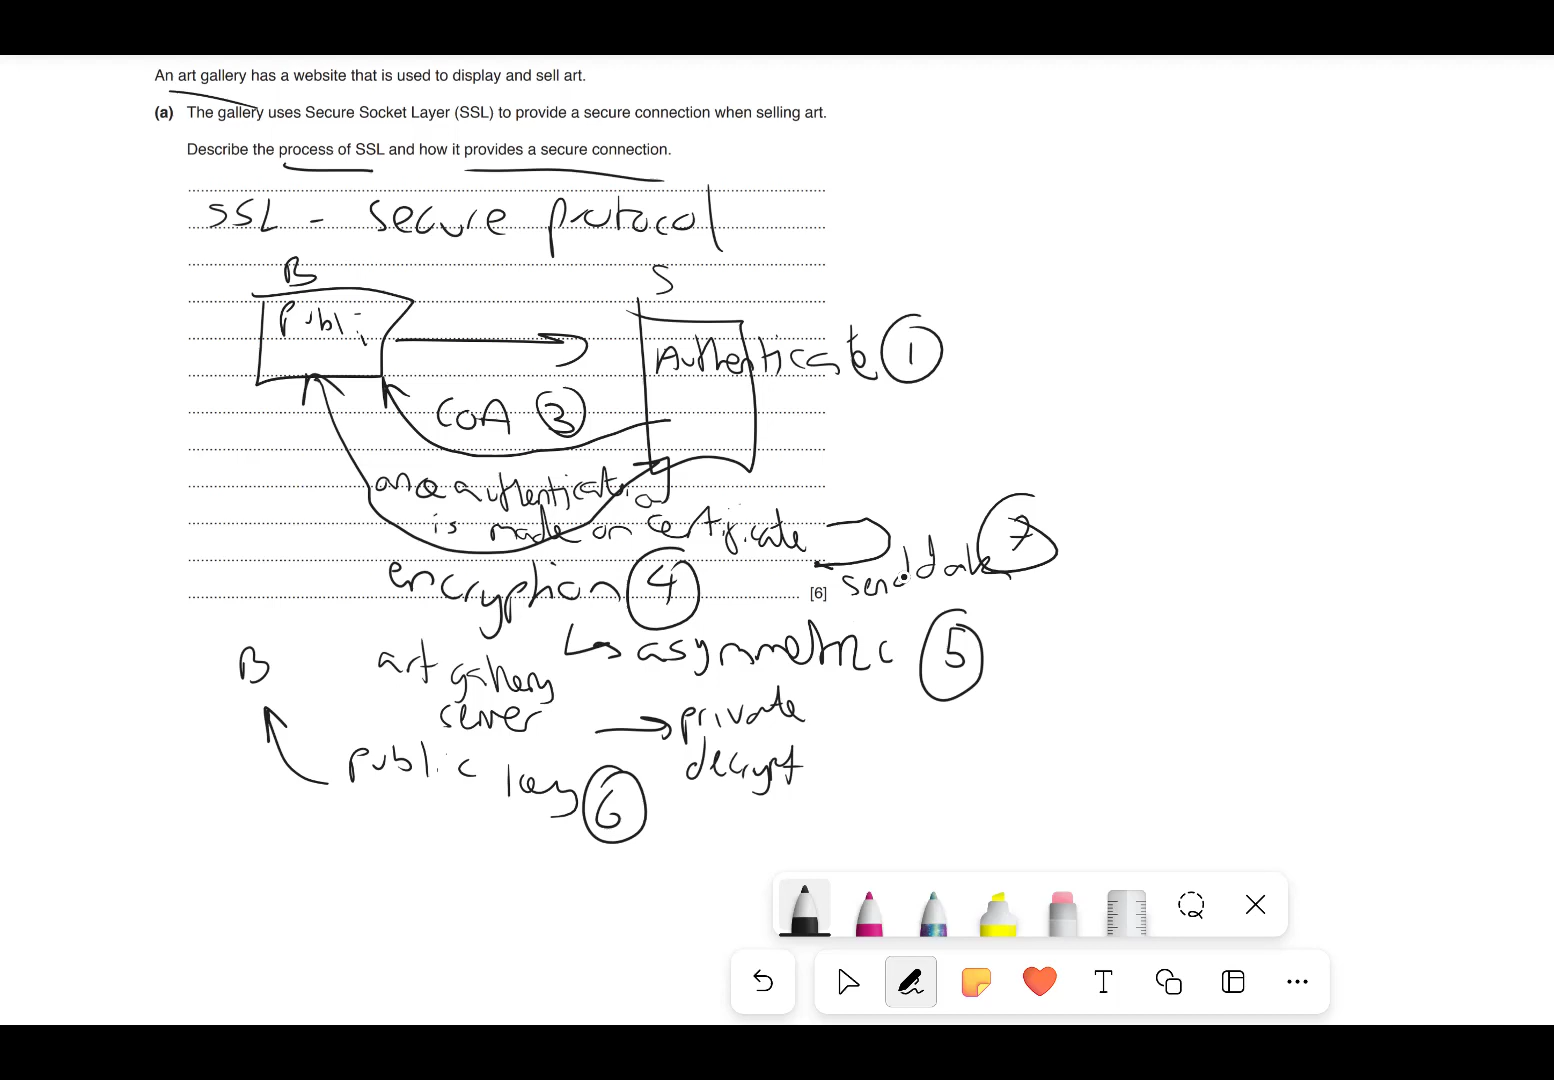 An art gallery has a website that is used to display and sell art.
(a) The gallery uses Secure Socket Layer (SSL) to provide a secure connection when selling art.
Describe the process of SSL and how it provides a secure connection.
SSL - secure protocol
B
S
Publi
Authenticate 1
COA 3
once authentication
is made on certificate
send data 7
encryption 4
[6]
asymmetric 5
B
art gallery
server
private
decrypt
public key 6
T